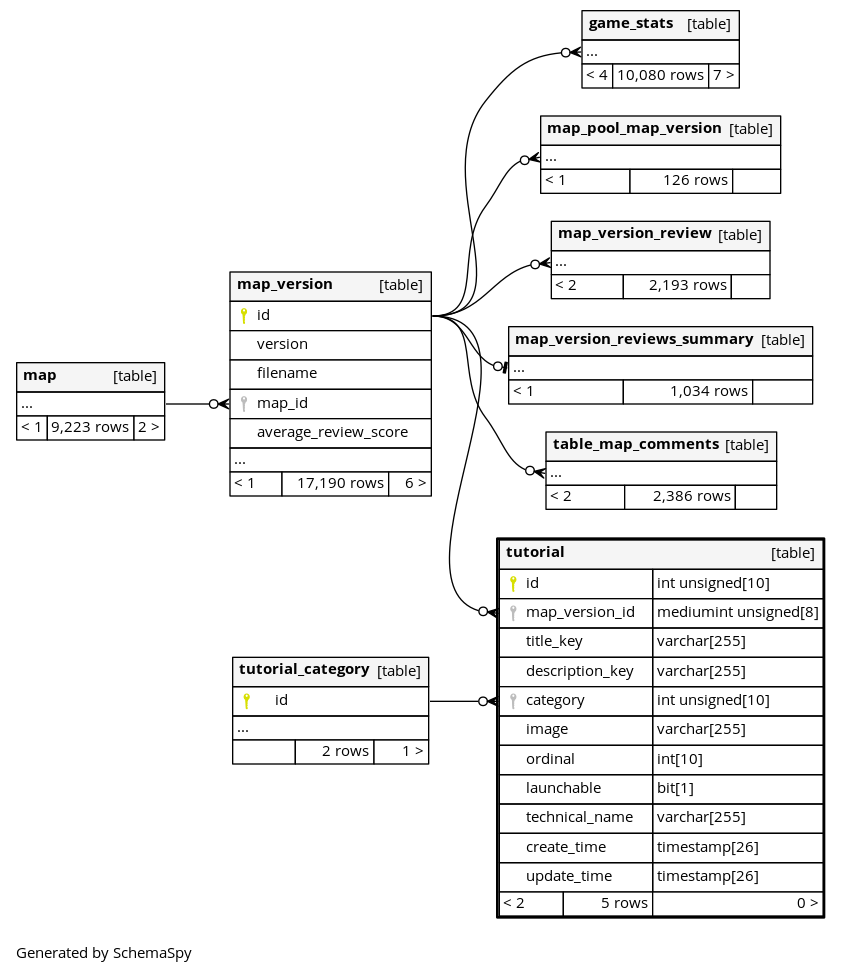 game_stats [table]
...
< 4 10,080 rows 7 >
map_pool_map_version [table]
...
< 1 126 rows
map_version_review [table]
...
< 2 2,193 rows
map_version [table]
id
version
filename
map_id
average_review_score
...
< 1 17,190 rows 6 >
map_version_reviews_summary [table]
...
< 1 1,034 rows
map [table]
...
< 1 9,223 rows 2 >
table_map_comments [table]
...
< 2 2,386 rows
tutorial [table]
id int unsigned[10]
map_version_id mediumint unsigned[8]
title_key varchar[255]
description_key varchar[255]
category int unsigned[10]
image varchar[255]
ordinal int[10]
launchable bit[1]
technical_name varchar[255]
create_time timestamp[26]
update_time timestamp[26]
< 2 5 rows 0 >
tutorial_category [table]
id
...
2 rows 1 >
Generated by SchemaSpy